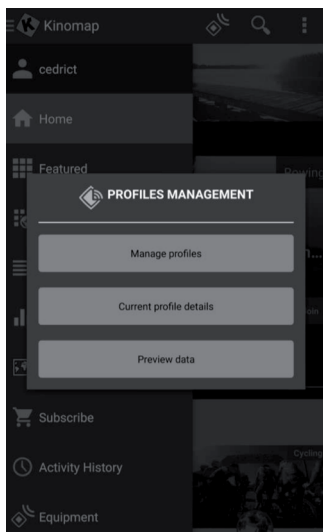 Kinomap
cedrict
Home
Featured
Rowing
PROFILES MANAGEMENT
Manage profiles
Current profile details
Preview data
Subscribe
Activity History
Cycling
Equipment